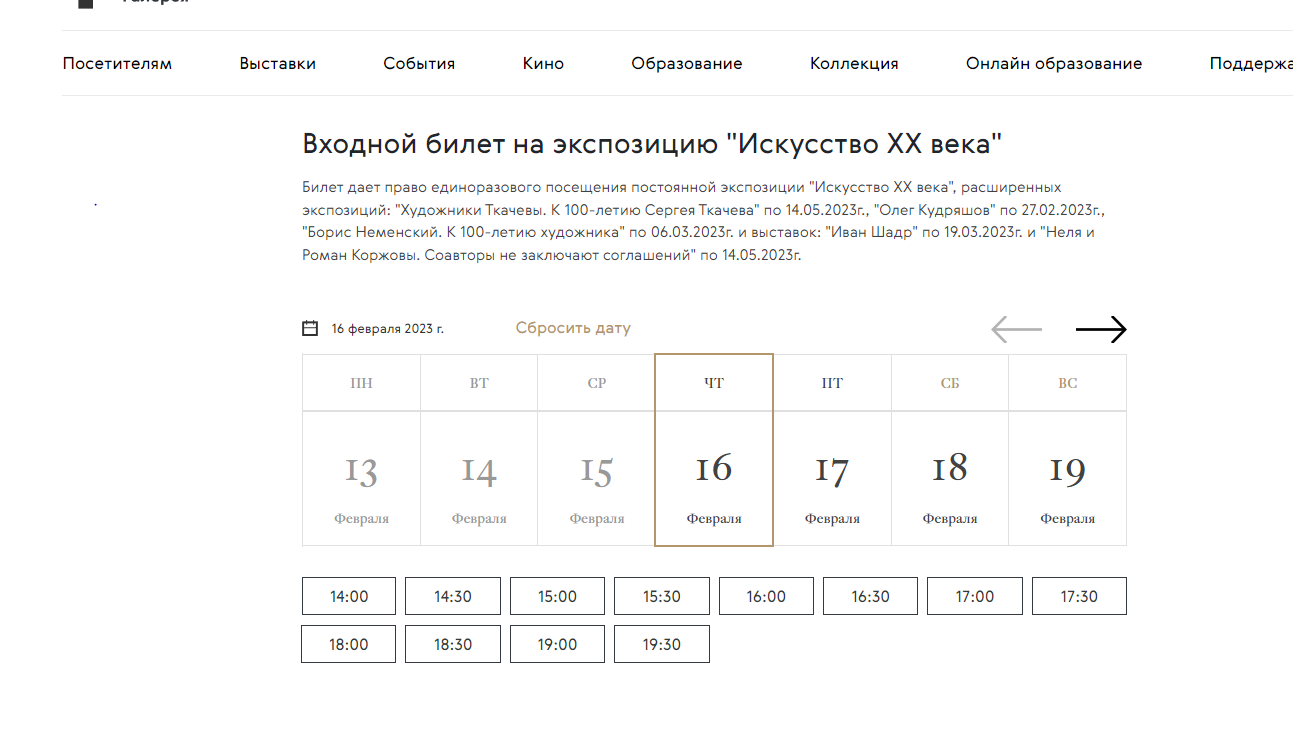 Посетителям Выставки События Кино Образование Коллекция Онлайн образование Поддержа
Входной билет на экспозицию "Искусство XX века"
Билет дает право единоразового посещения постоянной экспозиции "Искусство XX века", расширенных
экспозиций: "Художники Ткачевы. К 100-летию Сергея Ткачева" по 14.05.2023г., "Олег Кудряшов" по 27.02.2023г.,
"Борис Неменский. К 100-летию художника" по 06.03.2023г. и выставок: "Иван Шадр" по 19.03.2023г. и "Неля и
Роман Коржовы. Соавторы не заключают соглашений" по 14.05.2023г.
16 февраля 2023 г. Сбросить дату
ПН ВТ СР ЧТ ПТ СБ ВС
13 14 15 16 17 18 19
Февраля Февраля Февраля Февраля Февраля Февраля Февраля
14:00 14:30 15:00 15:30 16:00 16:30 17:00 17:30
18:00 18:30 19:00 19:30